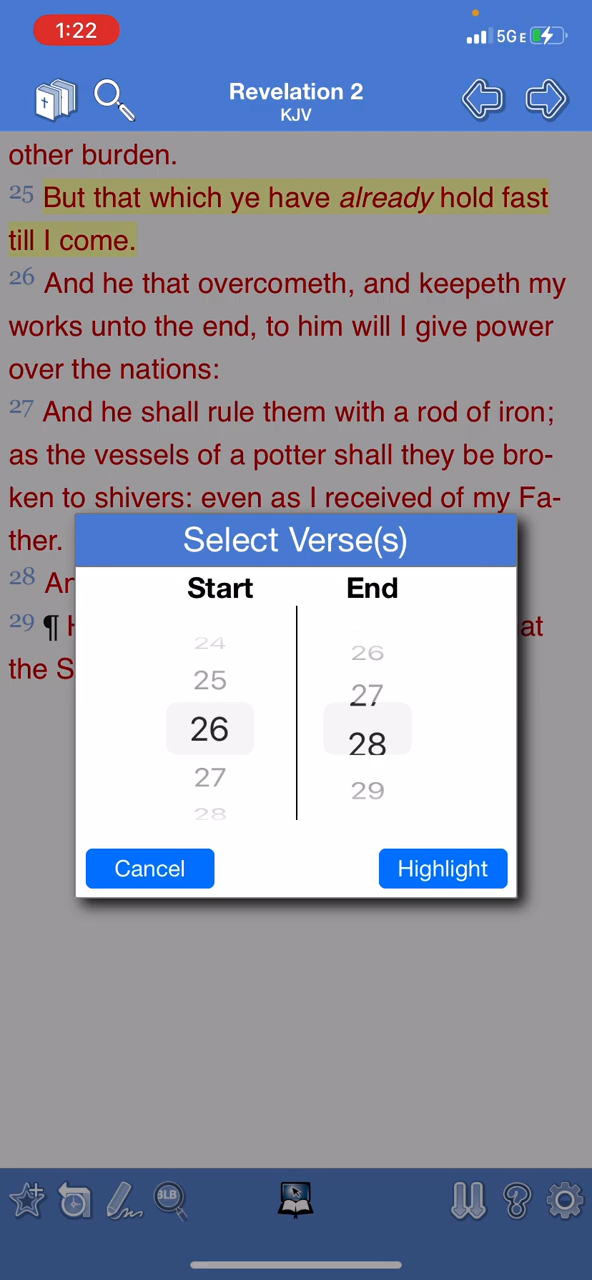 1:22
5GE
Revelation 2
KJV
other burden.
25 But that which ye have already hold fast
till I come.
26 And he that overcometh, and keepeth my
works unto the end, to him will I give power
over the nations:
27 And he shall rule them with a rod of iron;
as the vessels of a potter shall they be bro-
ken to shivers: even as I received of my Fa-
ther.
Select Verse(s)
28 Ar
Start End
29 ¶ H at
24 26
the S
25 27
26 28
27 29
28
Cancel Highlight
BLB